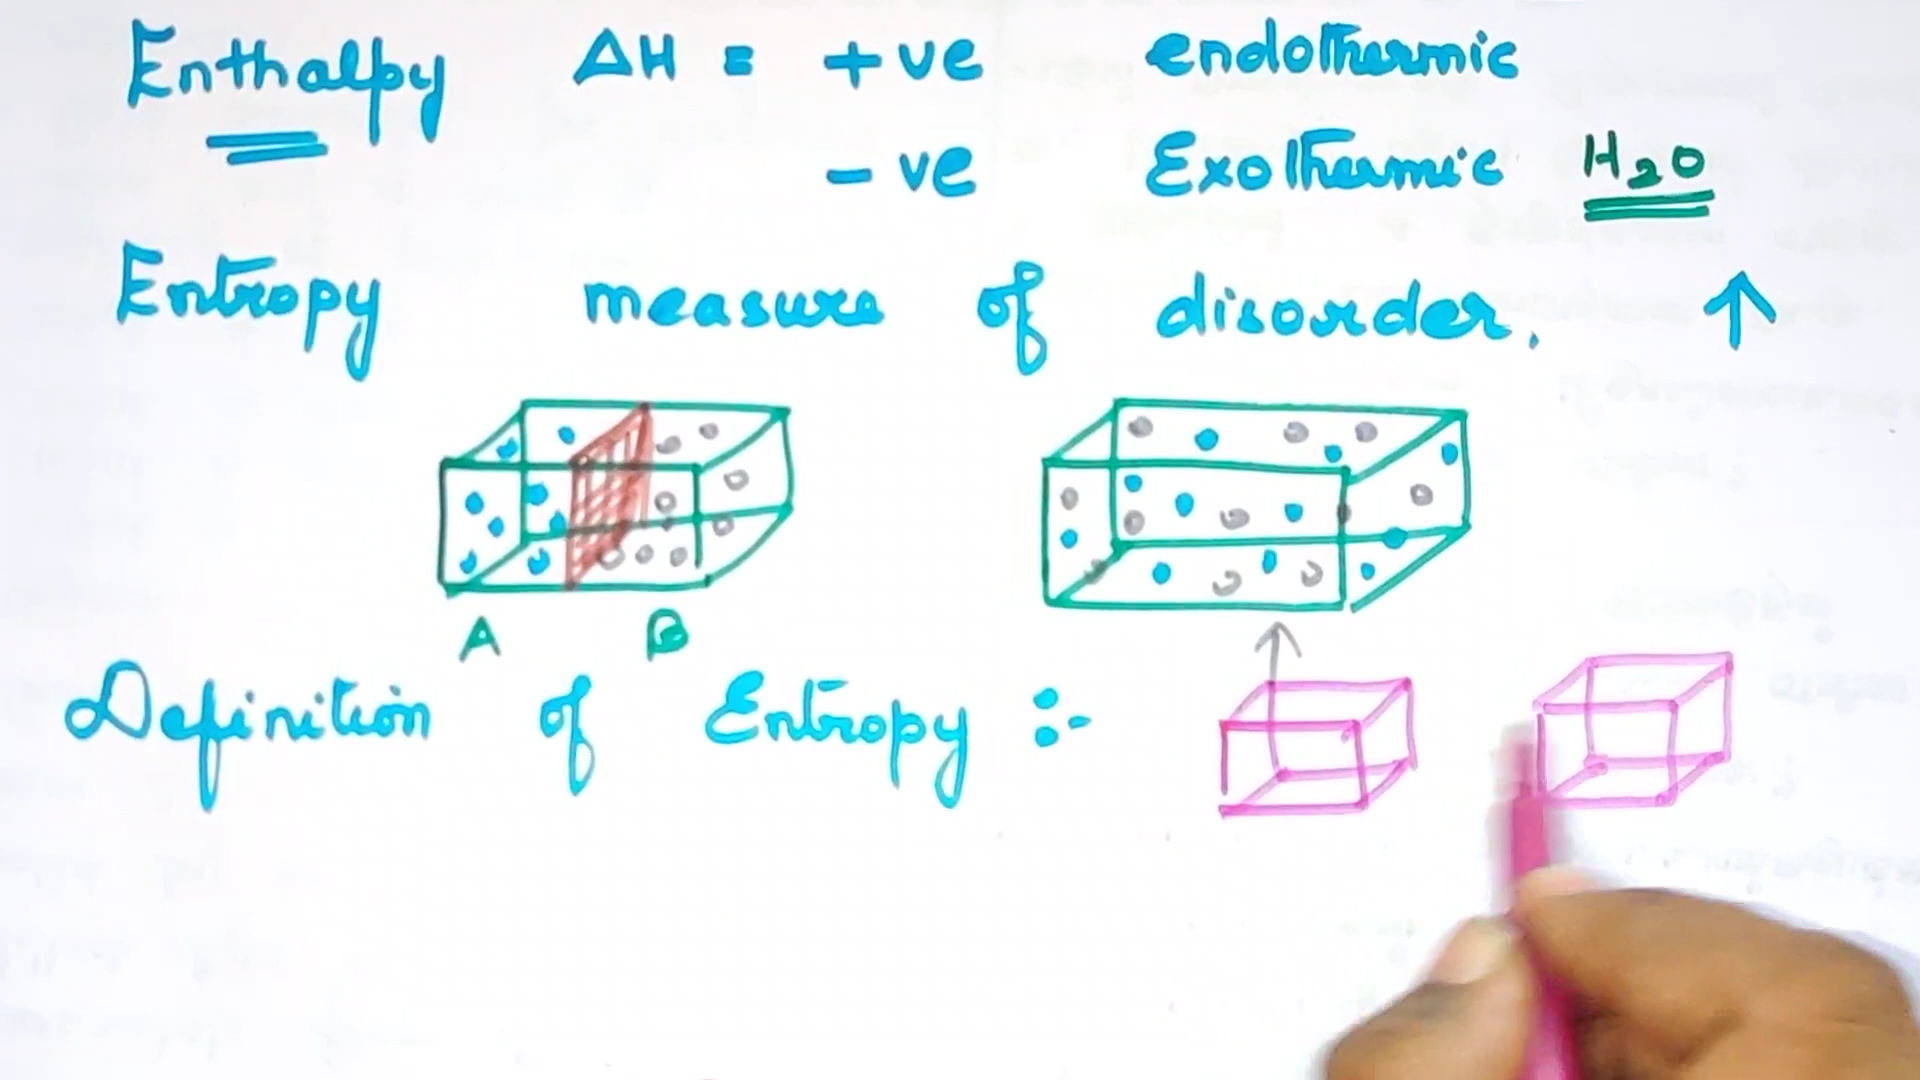 Enthalpy ΔH = +ve endothermic
-ve Exothermic H₂O
Entropy measure of disorder. ↑
A B
Definition of Entropy :-